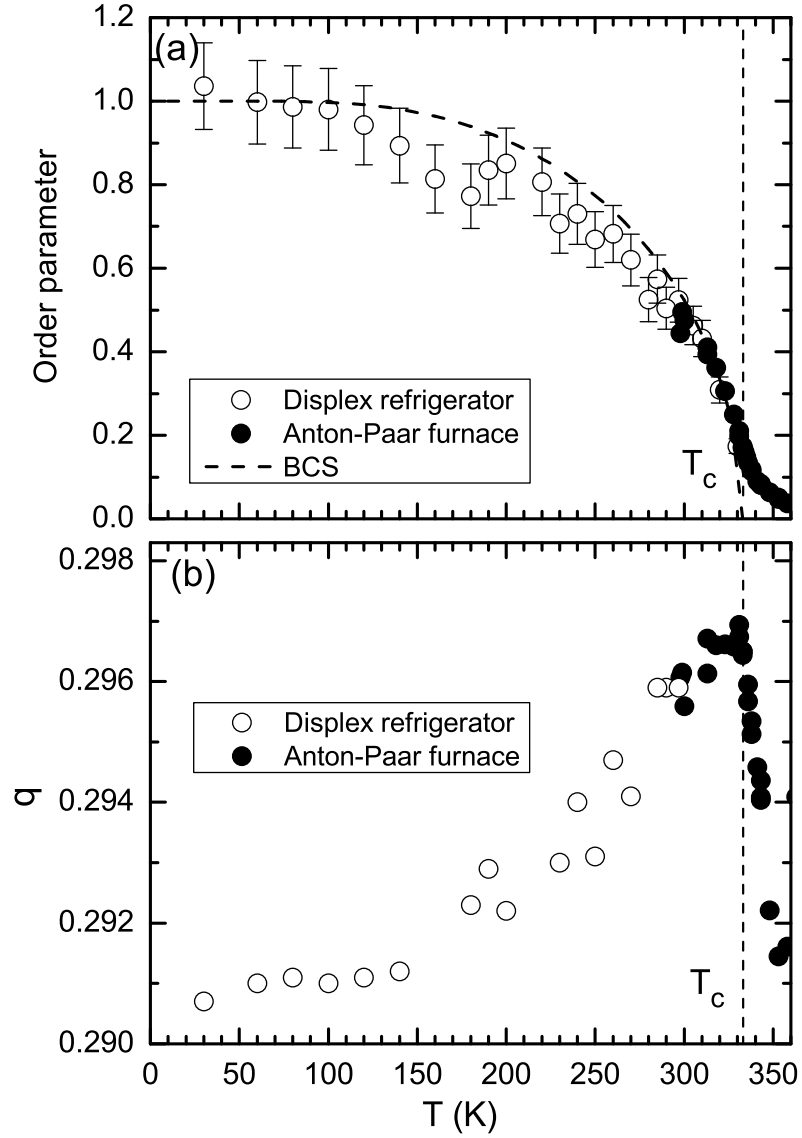 1.2
(a)
1.0
0.8
0.6
0.4
0.2
0.0
Order parameter
Displex refrigerator
Anton-Paar furnace
BCS
Tc
0.298
(b)
0.296
0.294
0.292
0.290
q
Displex refrigerator
Anton-Paar furnace
Tc
0 50 100 150 200 250 300 350
T (K)